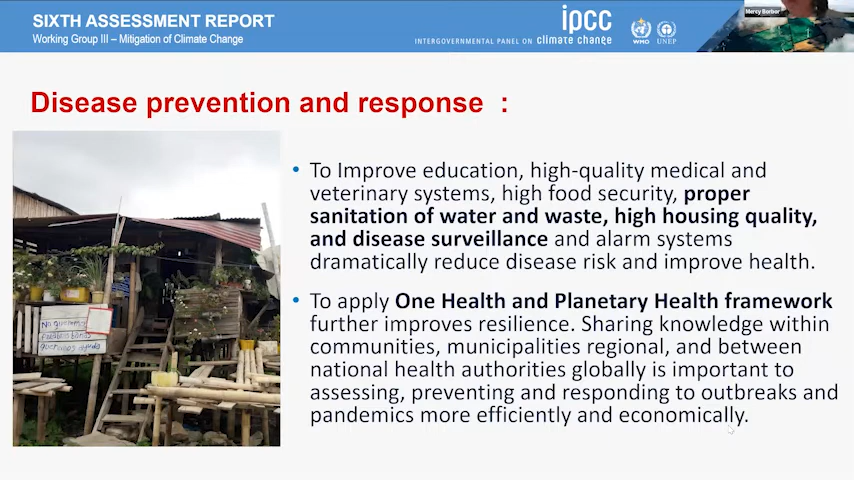 SIXTH ASSESSMENT REPORT
Working Group III – Mitigation of Climate Change
ipcc
INTERGOVERNMENTAL PANEL ON climate change
WMO
UNEP
Mercy Borbor
Disease prevention and response :
• To Improve education, high-quality medical and
veterinary systems, high food security, proper
sanitation of water and waste, high housing quality,
and disease surveillance and alarm systems
dramatically reduce disease risk and improve health.
• To apply One Health and Planetary Health framework
further improves resilience. Sharing knowledge within
communities, municipalities regional, and between
national health authorities globally is important to
assessing, preventing and responding to outbreaks and
pandemics more efficiently and economically.
No queremos
queremos ayuda